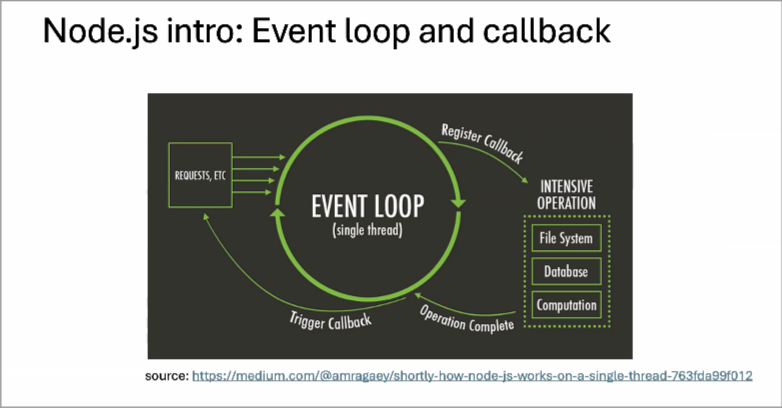 Node.js intro: Event loop and callback
REQUESTS, ETC
EVENT LOOP
(single thread)
Register Callback
INTENSIVE
OPERATION
File System
Database
Computation
Operation Complete
Trigger Callback
source: https://medium.com/@amragaey/shortly-how-node-js-works-on-a-single-thread-763fda99f012